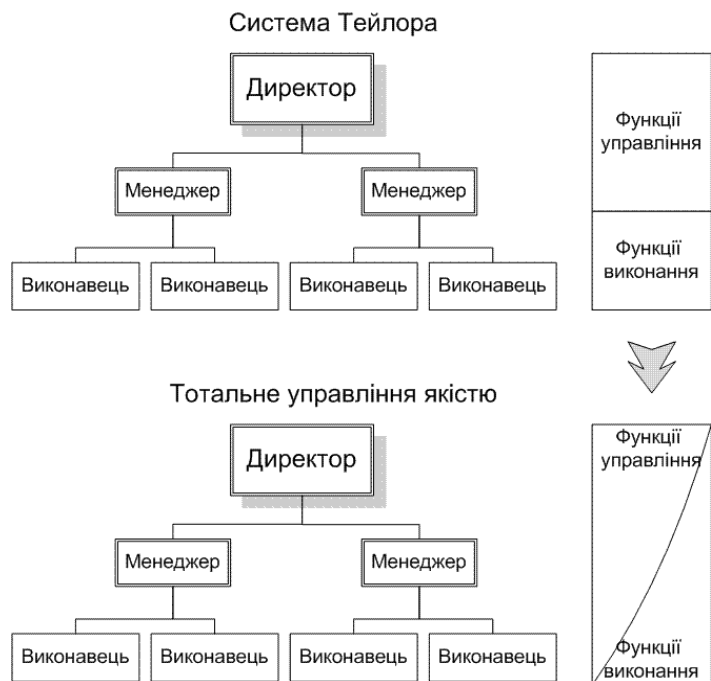 Система Тейлора
Директор
Функції
управління
Менеджер
Менеджер
Функції
виконання
Виконавець
Виконавець
Виконавець
Виконавець
Тотальне управління якістю
Функції
управління
Директор
Менеджер
Менеджер
Виконавець
Виконавець
Виконавець
Виконавець
Функції
виконання